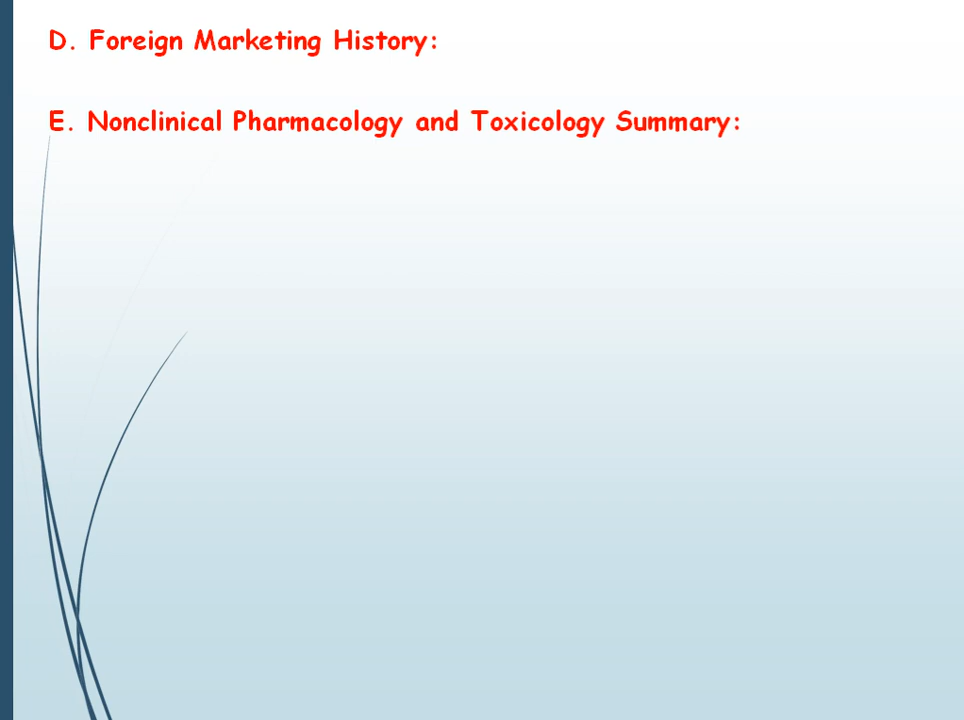 D. Foreign Marketing History:
E. Nonclinical Pharmacology and Toxicology Summary: